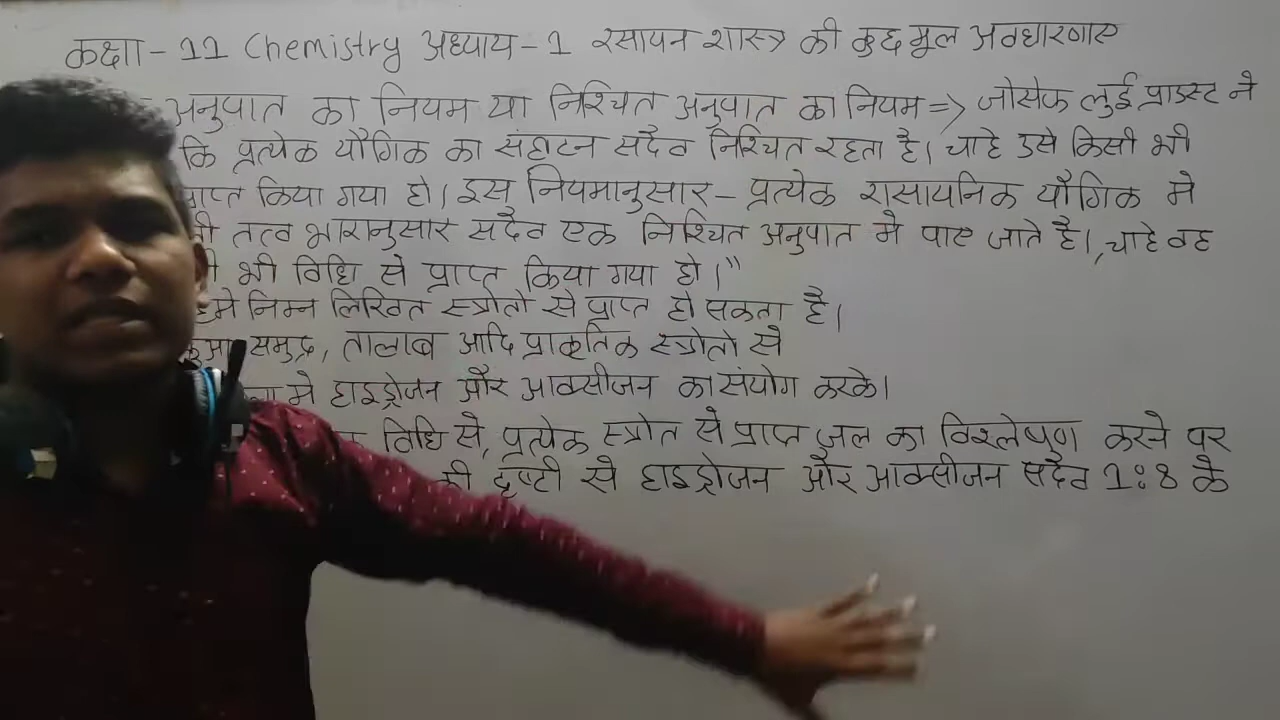 कक्षा - 11 Chemistry अध्याय - 1 रसायन शास्त्र की कुछ मूल अवधारणाए
अनुपात का नियम या निश्चित अनुपात का नियम => जोसेफ लुई प्राउस्ट ने
कि प्रत्येक यौगिक का संघटन सदैव निश्चित रहता है। चाहे उसे किसी भी
प्राप्त किया गया हो। इस नियमानुसार - प्रत्येक रासायनिक यौगिक मे
तत्व भारानुसार सदैव एक निश्चित अनुपात मे पाए जाते है।, चाहे वह
भी विधि से प्राप्त किया गया हो।"
मे निम्न लिखित स्त्रोतो से प्राप्त हो सकता है।
समुद्र, तालाब आदि प्राकृतिक स्त्रोतो से
मे हाइड्रोजन और आक्सीजन का संयोग करके।
विधि से, प्रत्येक स्त्रोत से प्राप्त जल का विश्लेषण करने पर
की दृष्टी से हाइड्रोजन और आक्सीजन सदैव 1:8 के